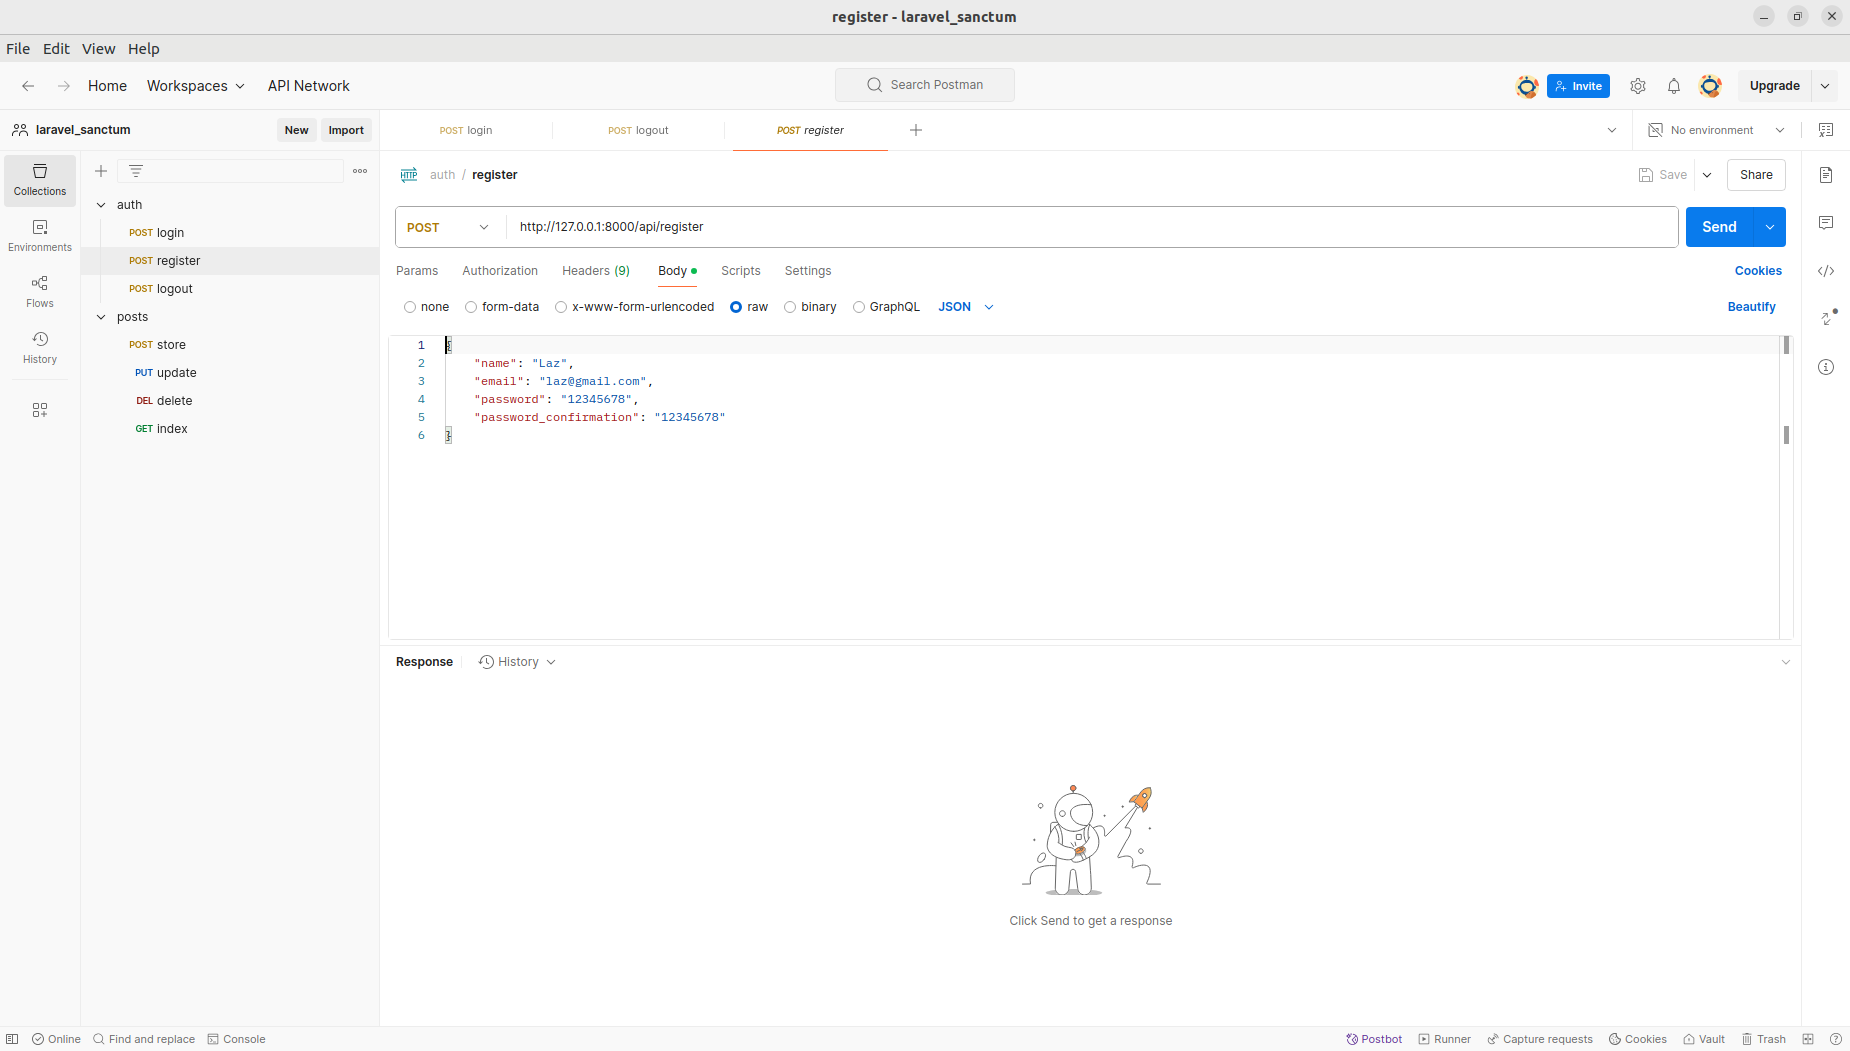 register - laravel_sanctum
File Edit View Help
Home Workspaces API Network Search Postman Invite Upgrade
laravel_sanctum New Import
POST login POST logout POST register No environment
Collections
Environments
Flows
History
auth
POST login
POST register
POST logout
posts
POST store
PUT update
DEL delete
GET index
HTTP auth / register Save Share
POST http://127.0.0.1:8000/api/register Send
Params Authorization Headers (9) Body Scripts Settings Cookies
none form-data x-www-form-urlencoded raw binary GraphQL JSON Beautify
1 {
2 "name": "Laz",
3 "email": "laz@gmail.com",
4 "password": "12345678",
5 "password_confirmation": "12345678"
6 }
Response History
Click Send to get a response
Online Find and replace Console Postbot Runner Capture requests Cookies Vault Trash